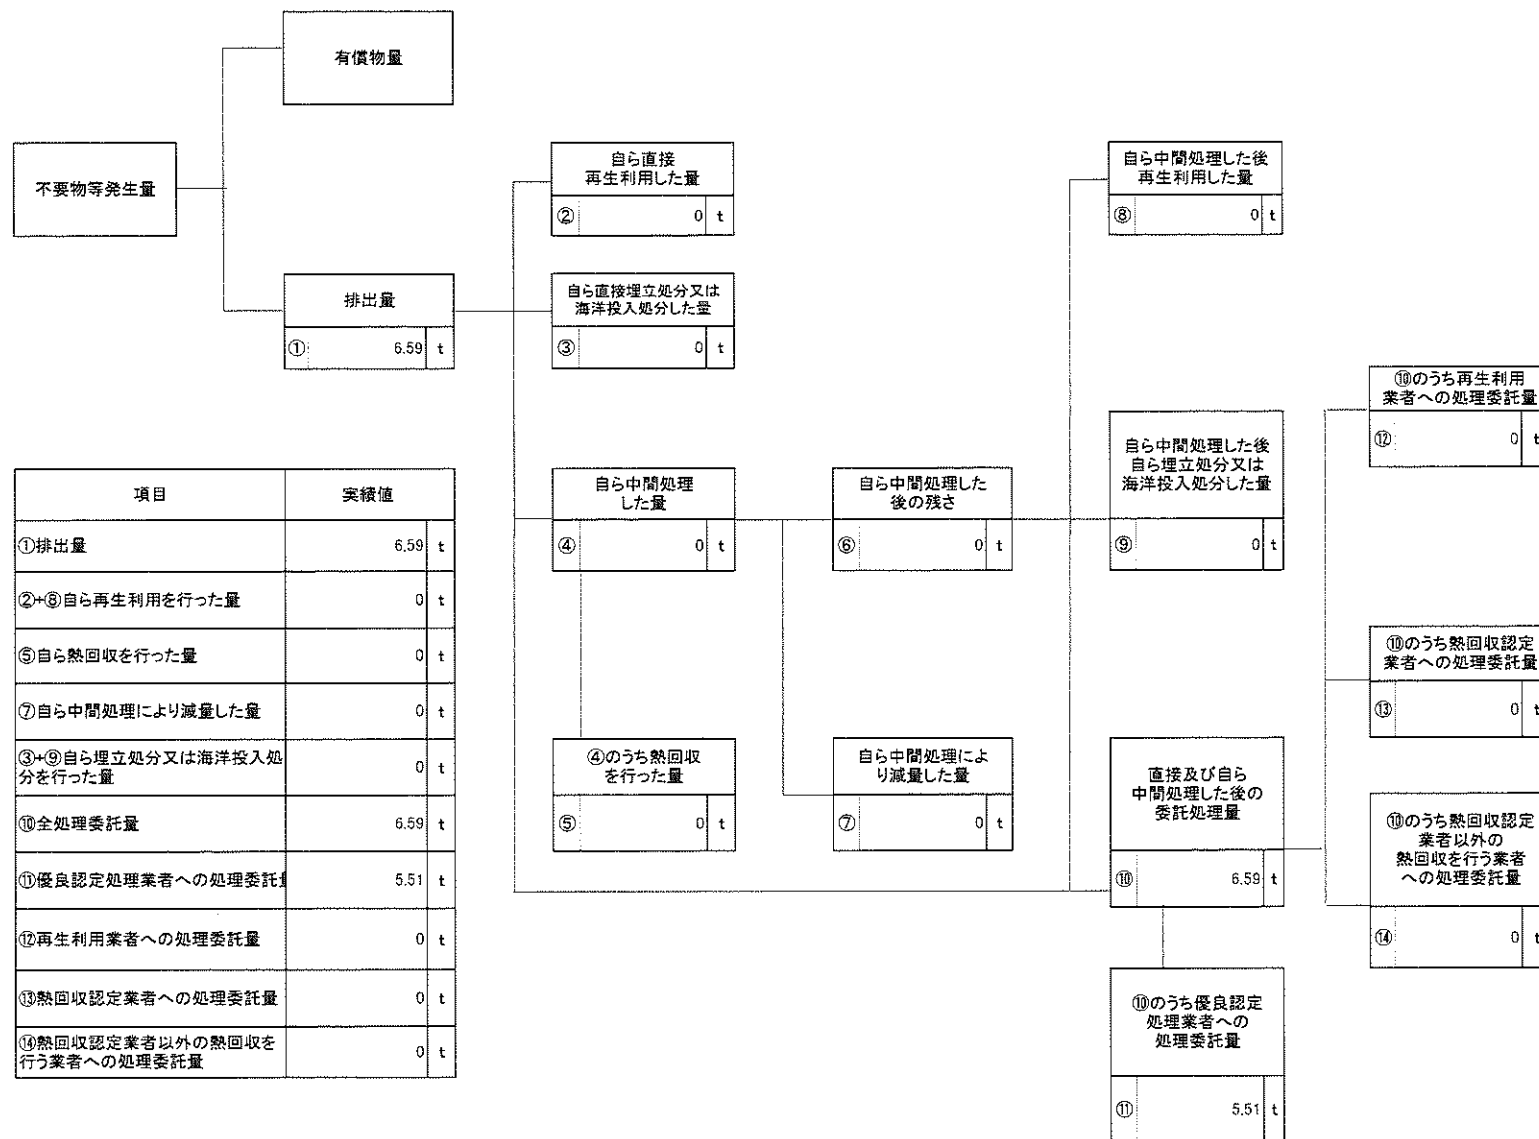 有償物量
不要物等発生量
排出量
① 6.59 t
自ら直接
再生利用した量
② 0 t
自ら直接埋立処分又は
海洋投入処分した量
③ 0 t
自ら中間処理
した量
④ 0 t
④のうち熱回収
を行った量
⑤ 0 t
自ら中間処理した
後の残さ
⑥ 0 t
自ら中間処理によ
り減量した量
⑦ 0 t
自ら中間処理した後
再生利用した量
⑧ 0 t
自ら中間処理した後
自ら埋立処分又は
海洋投入処分した量
⑨ 0 t
直接及び自ら
中間処理した後の
委託処理量
⑩ 6.59 t
⑩のうち優良認定
処理業者への
処理委託量
⑪ 5.51 t
⑩のうち再生利用
業者への処理委託量
⑫ 0 t
⑩のうち熱回収認定
業者への処理委託量
⑬ 0 t
⑩のうち熱回収認定
業者以外の
熱回収を行う業者
への処理委託量
⑭ 0 t
項目 実績値
①排出量 6.59 t
②+⑧自ら再生利用を行った量 0 t
⑤自ら熱回収を行った量 0 t
⑦自ら中間処理により減量した量 0 t
③+⑨自ら埋立処分又は海洋投入処
分を行った量 0 t
⑩全処理委託量 6.59 t
⑪優良認定処理業者への処理委託 5.51 t
⑫再生利用業者への処理委託量 0 t
⑬熱回収認定業者への処理委託量 0 t
⑭熱回収認定業者以外の熱回収を
行う業者への処理委託量 0 t